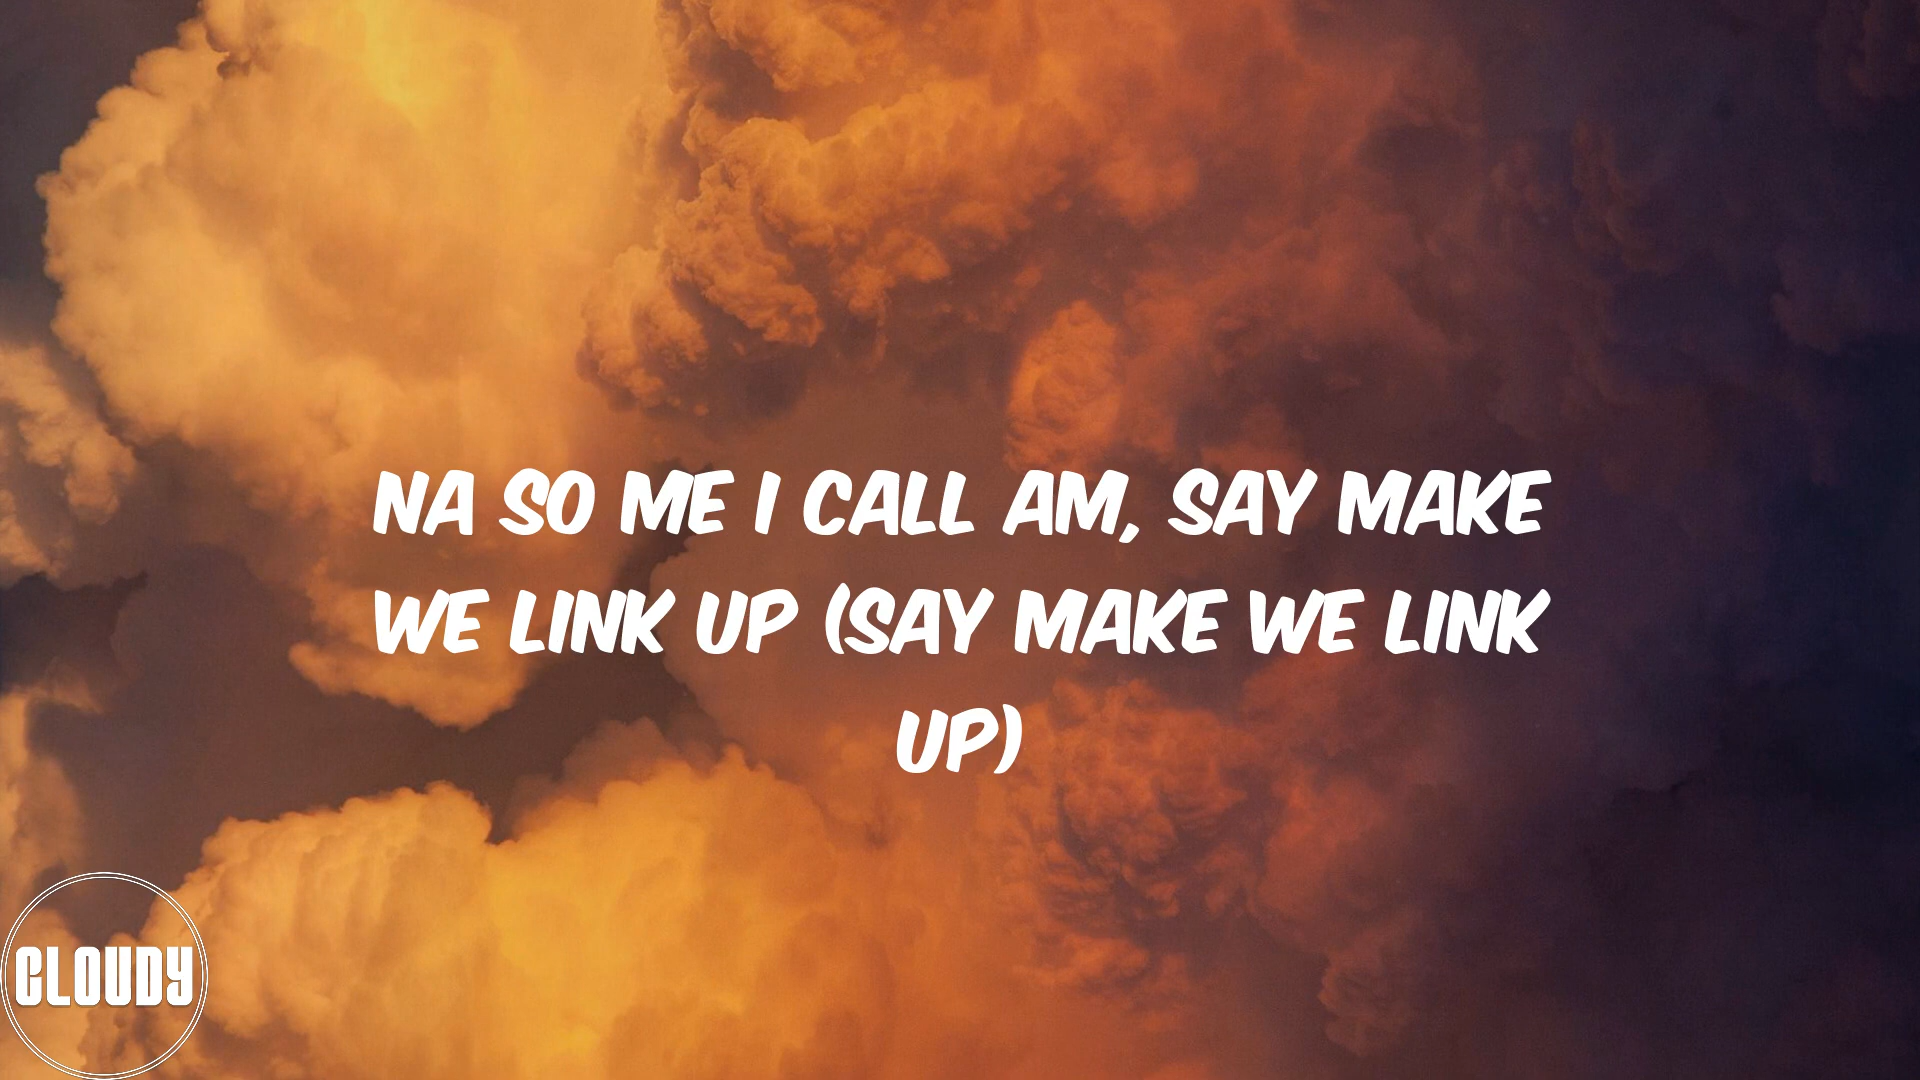 NA SO ME I CALL AM, SAY MAKE
WE LINK UP (SAY MAKE WE LINK
UP)
CLOUDY